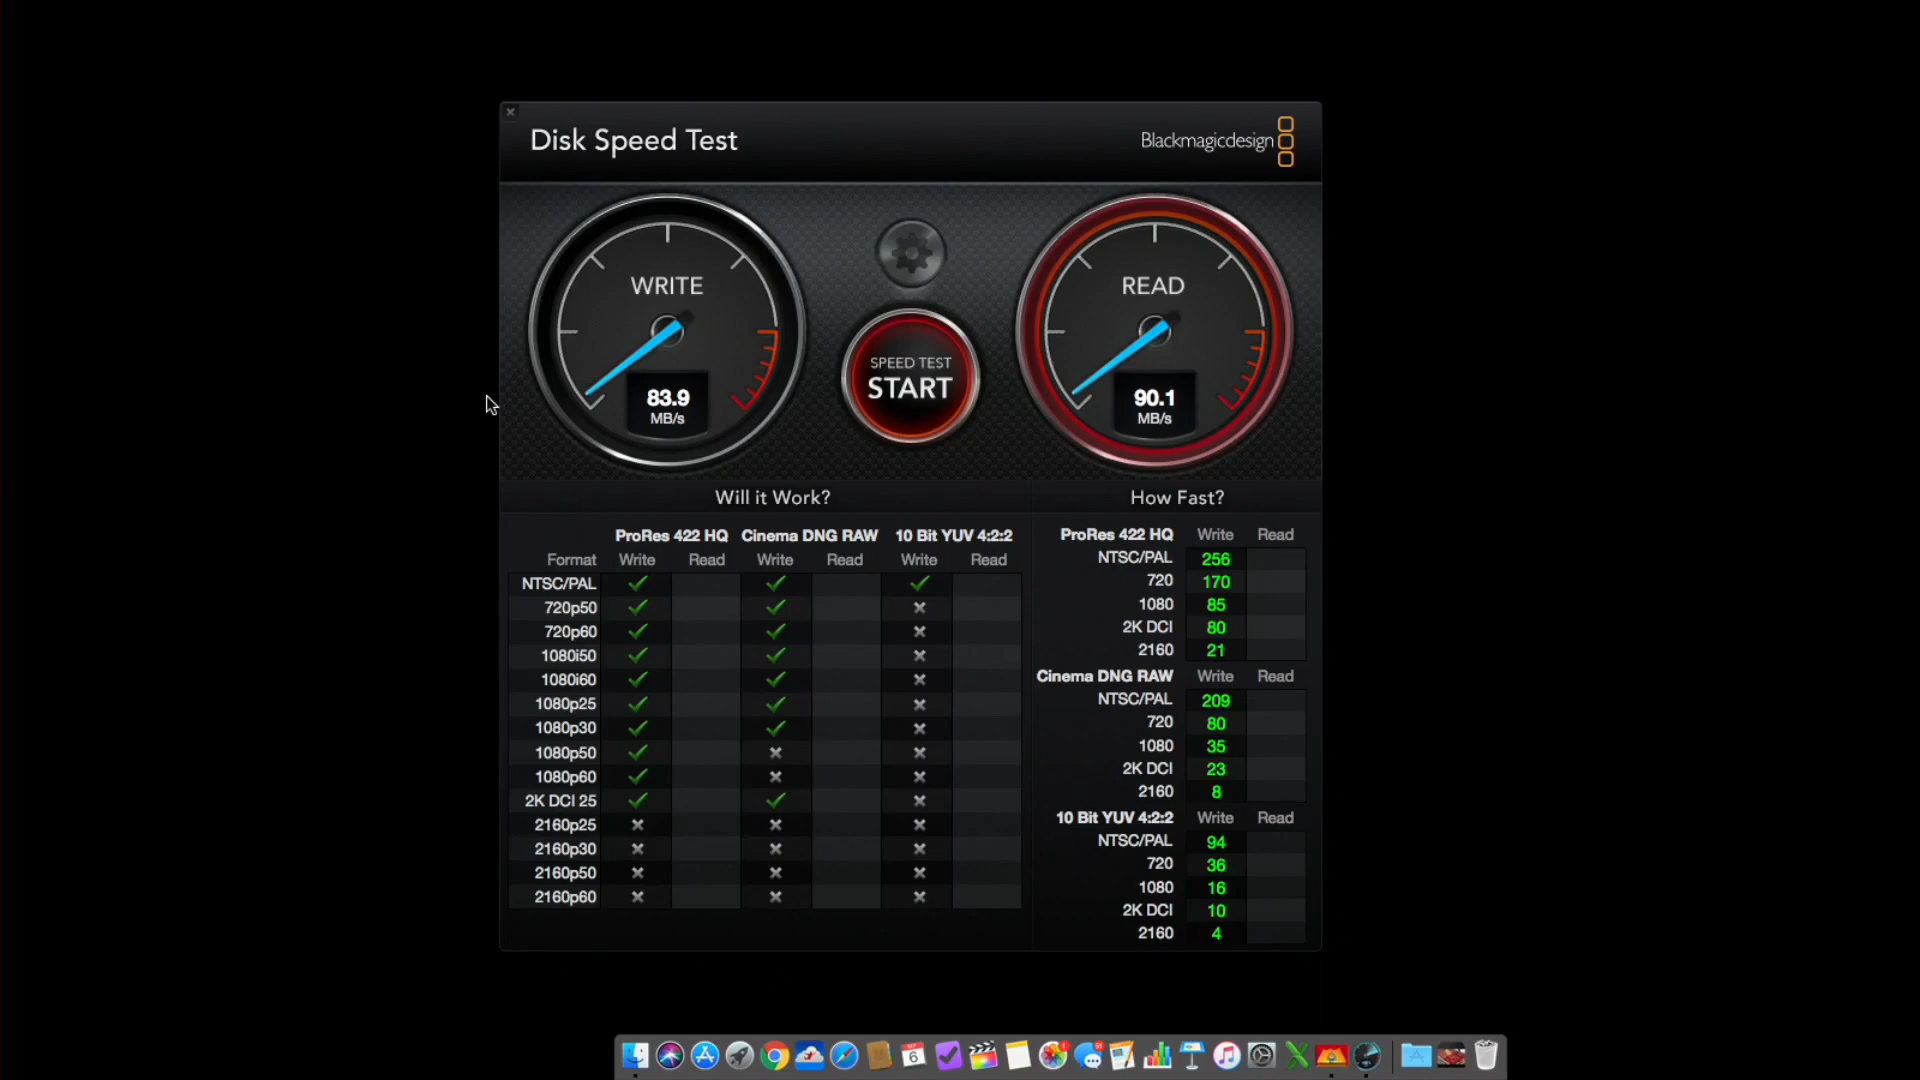 Disk Speed Test
Blackmagicdesign
WRITE
83.9
MB/s
SPEED TEST
START
READ
90.1
MB/s
Will it Work?
ProRes 422 HQ Cinema DNG RAW 10 Bit YUV 4:2:2
Format Write Read Write Read Write Read
NTSC/PAL ✓ ✓ ✓
720p50 ✓ ✓ ×
720p60 ✓ ✓ ×
1080i50 ✓ ✓ ×
1080i60 ✓ ✓ ×
1080p25 ✓ ✓ ×
1080p30 ✓ ✓ ×
1080p50 ✓ × ×
1080p60 ✓ × ×
2K DCI 25 ✓ ✓ ×
2160p25 × × ×
2160p30 × × ×
2160p50 × × ×
2160p60 × × ×
How Fast?
ProRes 422 HQ Write Read
NTSC/PAL 256
720 170
1080 85
2K DCI 80
2160 21
Cinema DNG RAW Write Read
NTSC/PAL 209
720 80
1080 35
2K DCI 23
2160 8
10 Bit YUV 4:2:2 Write Read
NTSC/PAL 94
720 36
1080 16
2K DCI 10
2160 4
6